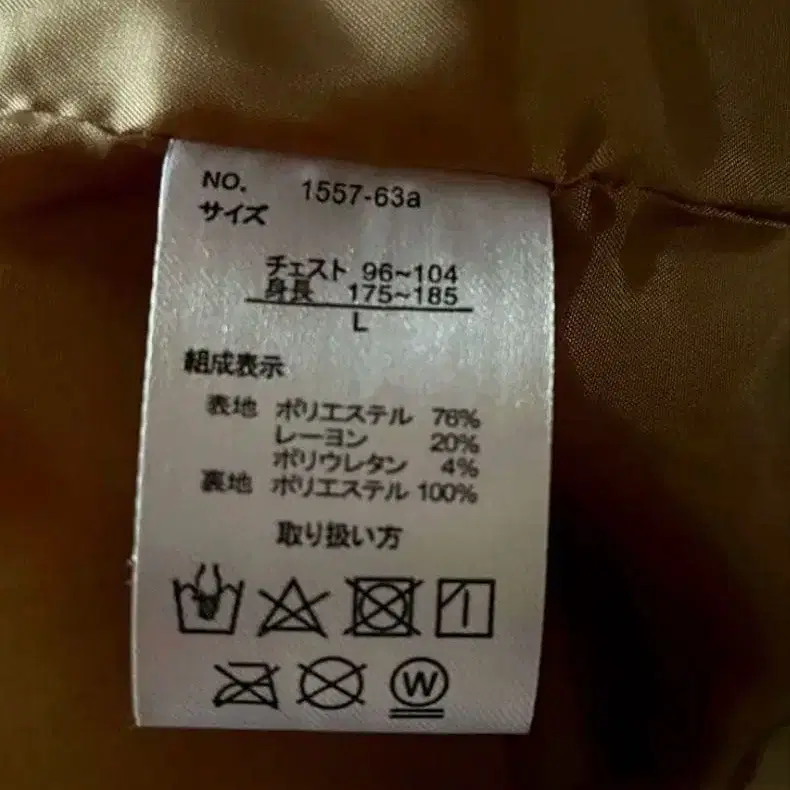 NO. 1557-63a
サイズ
チェスト 96~104
身長 175~185
L
組成表示
表地 ポリエステル 76%
レーヨン 20%
ポリウレタン 4%
裏地 ポリエステル 100%
取り扱い方
W